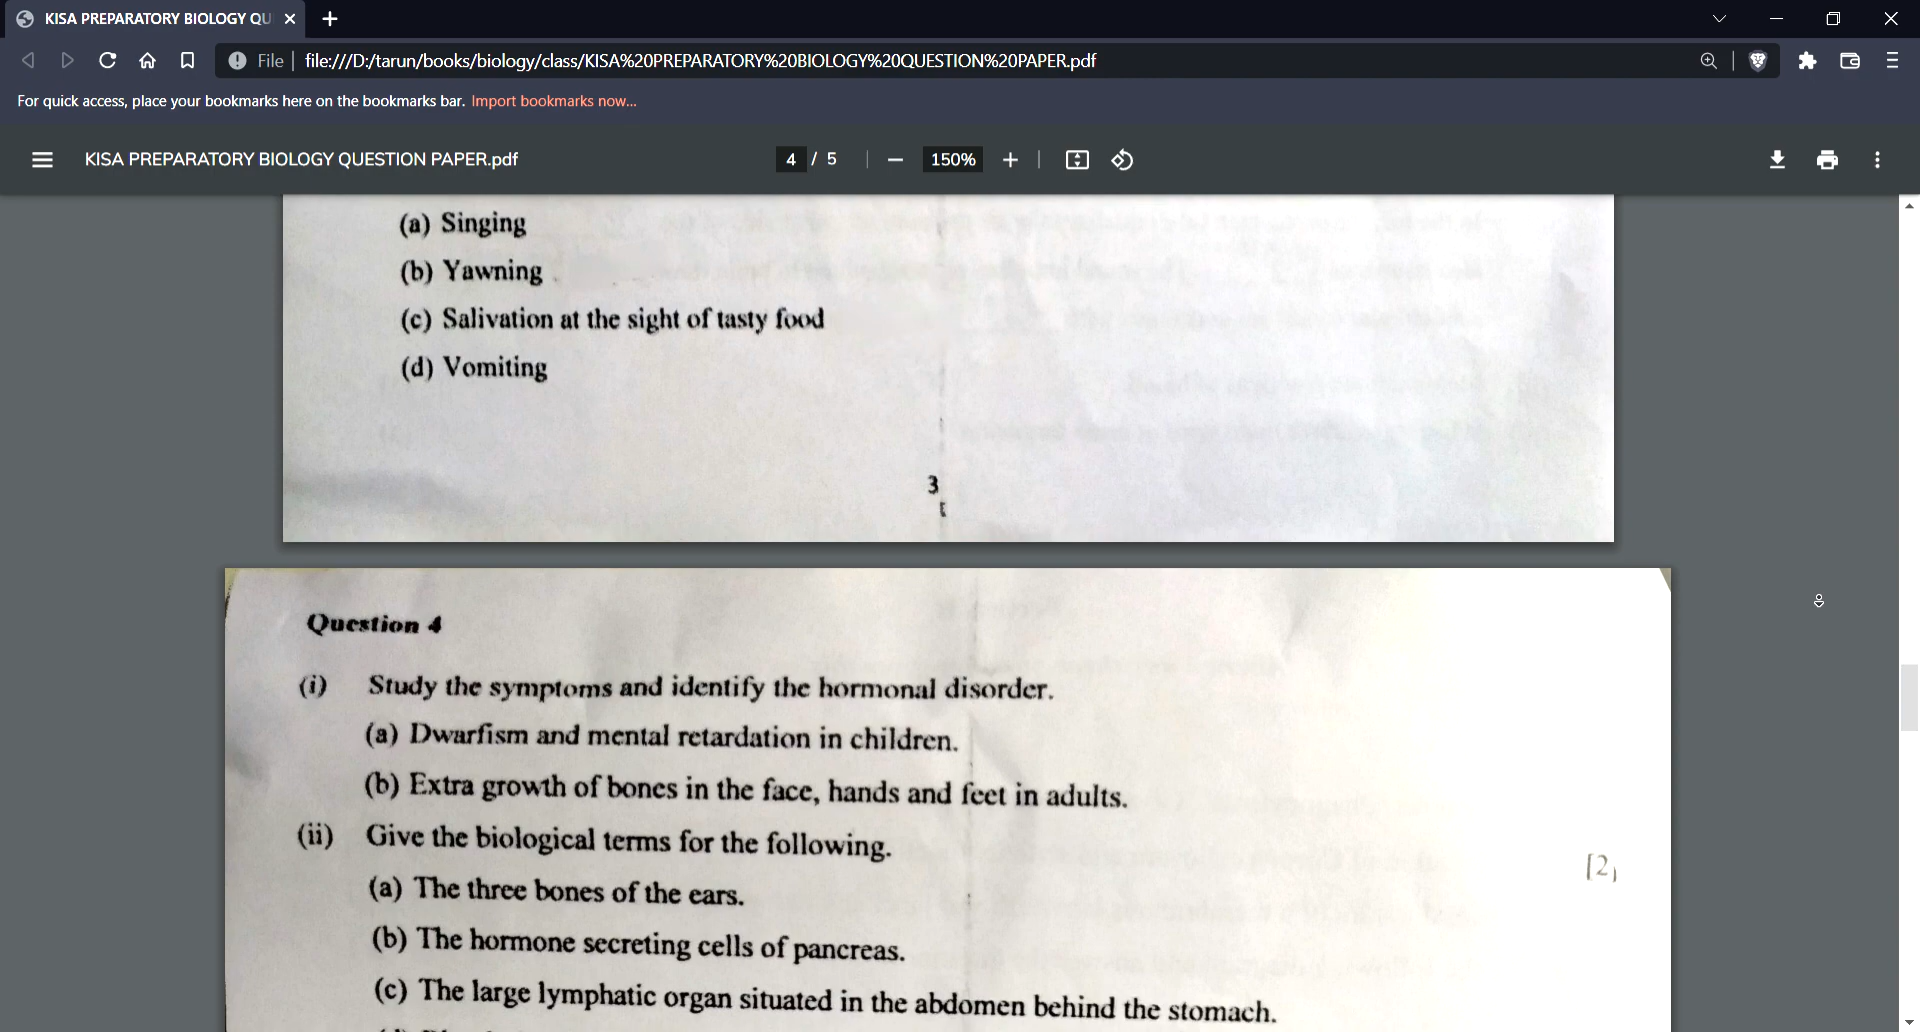 KISA PREPARATORY BIOLOGY QU
File
file:///D:/tarun/books/biology/class/KISA%20PREPARATORY%20BIOLOGY%20QUESTION%20PAPER.pdf
For quick access, place your bookmarks here on the bookmarks bar. Import bookmarks now...
KISA PREPARATORY BIOLOGY QUESTION PAPER.pdf
4 / 5
150%
(a) Singing
(b) Yawning
(c) Salivation at the sight of tasty food
(d) Vomiting
3
Question 4
(i) Study the symptoms and identify the hormonal disorder.
(a) Dwarfism and mental retardation in children.
(b) Extra growth of bones in the face, hands and feet in adults.
(ii) Give the biological terms for the following.
[2]
(a) The three bones of the ears.
(b) The hormone secreting cells of pancreas.
(c) The large lymphatic organ situated in the abdomen behind the stomach.